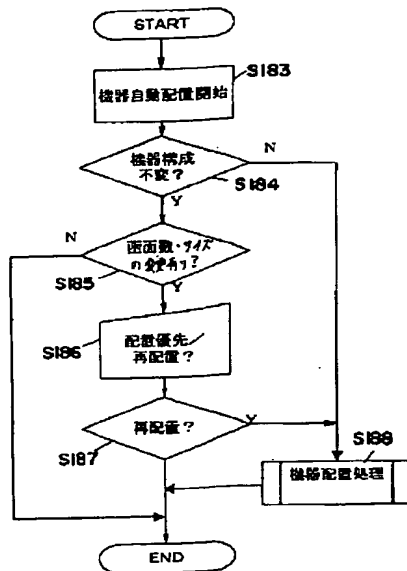 START
S183
機器自動配置開始
機器構成
不変?
N
S184
Y
N
画面数・サイズ
の変更有り?
S185
Y
S186
配置優先/
再配置?
再配置?
Y
S187
S188
機器配置処理
END